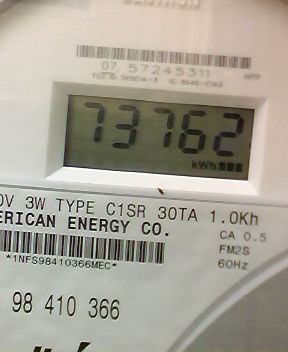 07 57245311
73762
kWh
0V 3W TYPE C1SR 30TA 1.0Kh
ERICAN ENERGY CO.
CA 0.5
FM2S
60Hz
*1NFS98410366MEC*
98 410 366